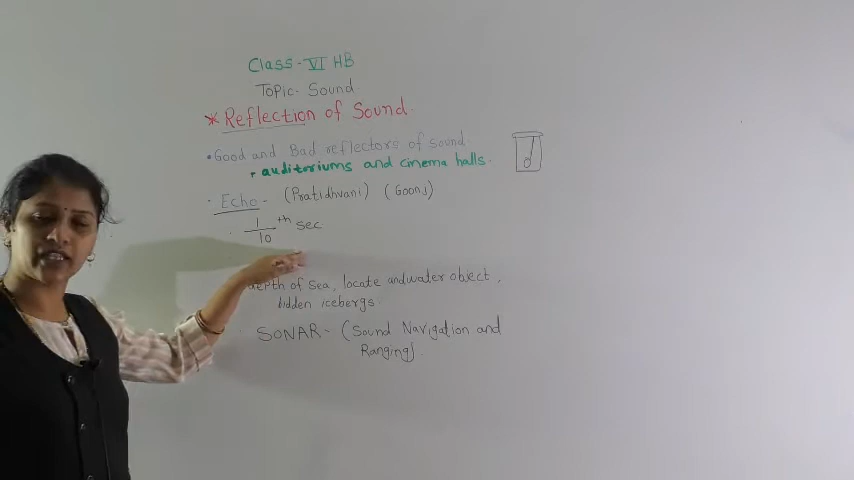 Class - VI HB
Topic - Sound
* Reflection of Sound
• Good and Bad reflectors of sound
• auditoriums and cinema halls.
• Echo - (Pratidhvani) (Goonj)
• 1/10 th sec
depth of sea, locate andwater object,
hidden icebergs.
SONAR - (Sound Navigation and
Ranging)